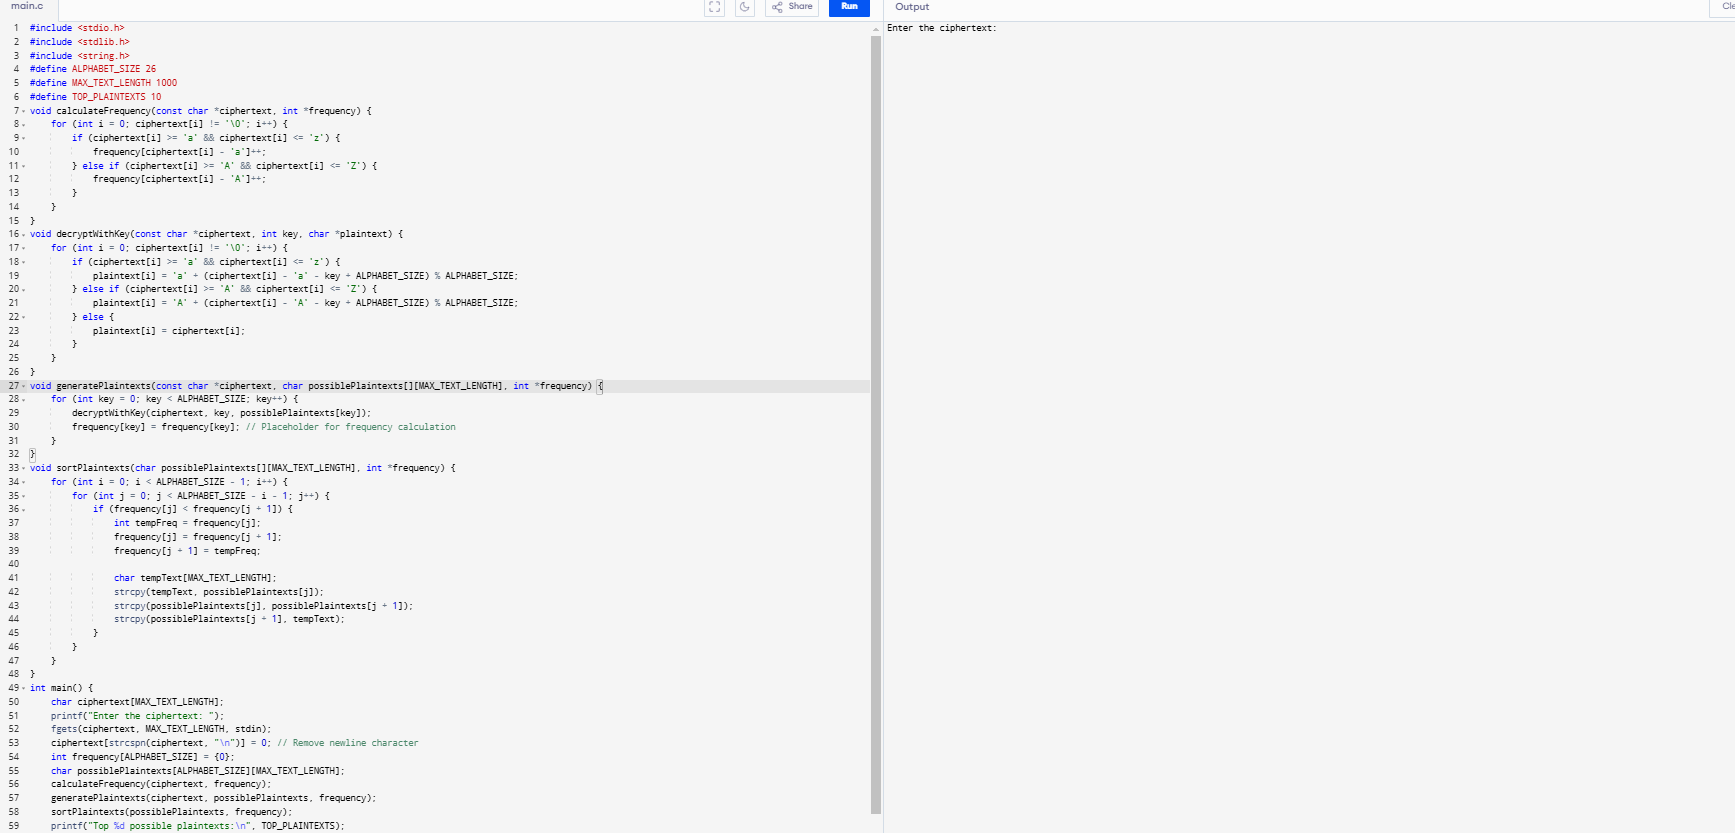 main.c
Share
Run
Output
1 #include <stdio.h>
2 #include <stdlib.h>
3 #include <string.h>
4 #define ALPHABET_SIZE 26
5 #define MAX_TEXT_LENGTH 1000
6 #define TOP_PLAINTEXTS 10
7 void calculateFrequency(const char *ciphertext, int *frequency) {
8     for (int i = 0; ciphertext[i] != '\0'; i++) {
9         if (ciphertext[i] >= 'a' && ciphertext[i] <= 'z') {
10             frequency[ciphertext[i] - 'a']++;
11         } else if (ciphertext[i] >= 'A' && ciphertext[i] <= 'Z') {
12             frequency[ciphertext[i] - 'A']++;
13         }
14     }
15 }
16 void decryptWithKey(const char *ciphertext, int key, char *plaintext) {
17     for (int i = 0; ciphertext[i] != '\0'; i++) {
18         if (ciphertext[i] >= 'a' && ciphertext[i] <= 'z') {
19             plaintext[i] = 'a' + (ciphertext[i] - 'a' - key + ALPHABET_SIZE) % ALPHABET_SIZE;
20         } else if (ciphertext[i] >= 'A' && ciphertext[i] <= 'Z') {
21             plaintext[i] = 'A' + (ciphertext[i] - 'A' - key + ALPHABET_SIZE) % ALPHABET_SIZE;
22         } else {
23             plaintext[i] = ciphertext[i];
24         }
25     }
26 }
27 void generatePlaintexts(const char *ciphertext, char possiblePlaintexts[][MAX_TEXT_LENGTH], int *frequency) {
28     for (int key = 0; key < ALPHABET_SIZE; key++) {
29         decryptWithKey(ciphertext, key, possiblePlaintexts[key]);
30         frequency[key] = frequency[key]; // Placeholder for frequency calculation
31     }
32 }
33 void sortPlaintexts(char possiblePlaintexts[][MAX_TEXT_LENGTH], int *frequency) {
34     for (int i = 0; i < ALPHABET_SIZE - 1; i++) {
35         for (int j = 0; j < ALPHABET_SIZE - i - 1; j++) {
36             if (frequency[j] < frequency[j + 1]) {
37                 int tempFreq = frequency[j];
38                 frequency[j] = frequency[j + 1];
39                 frequency[j + 1] = tempFreq;
40
41                 char tempText[MAX_TEXT_LENGTH];
42                 strcpy(tempText, possiblePlaintexts[j]);
43                 strcpy(possiblePlaintexts[j], possiblePlaintexts[j + 1]);
44                 strcpy(possiblePlaintexts[j + 1], tempText);
45             }
46         }
47     }
48 }
49 int main() {
50     char ciphertext[MAX_TEXT_LENGTH];
51     printf("Enter the ciphertext: ");
52     fgets(ciphertext, MAX_TEXT_LENGTH, stdin);
53     ciphertext[strcspn(ciphertext, "\n")] = 0; // Remove newline character
54     int frequency[ALPHABET_SIZE] = {0};
55     char possiblePlaintexts[ALPHABET_SIZE][MAX_TEXT_LENGTH];
56     calculateFrequency(ciphertext, frequency);
57     generatePlaintexts(ciphertext, possiblePlaintexts, frequency);
58     sortPlaintexts(possiblePlaintexts, frequency);
59     printf("Top %d possible plaintexts:\n", TOP_PLAINTEXTS);
Enter the ciphertext: